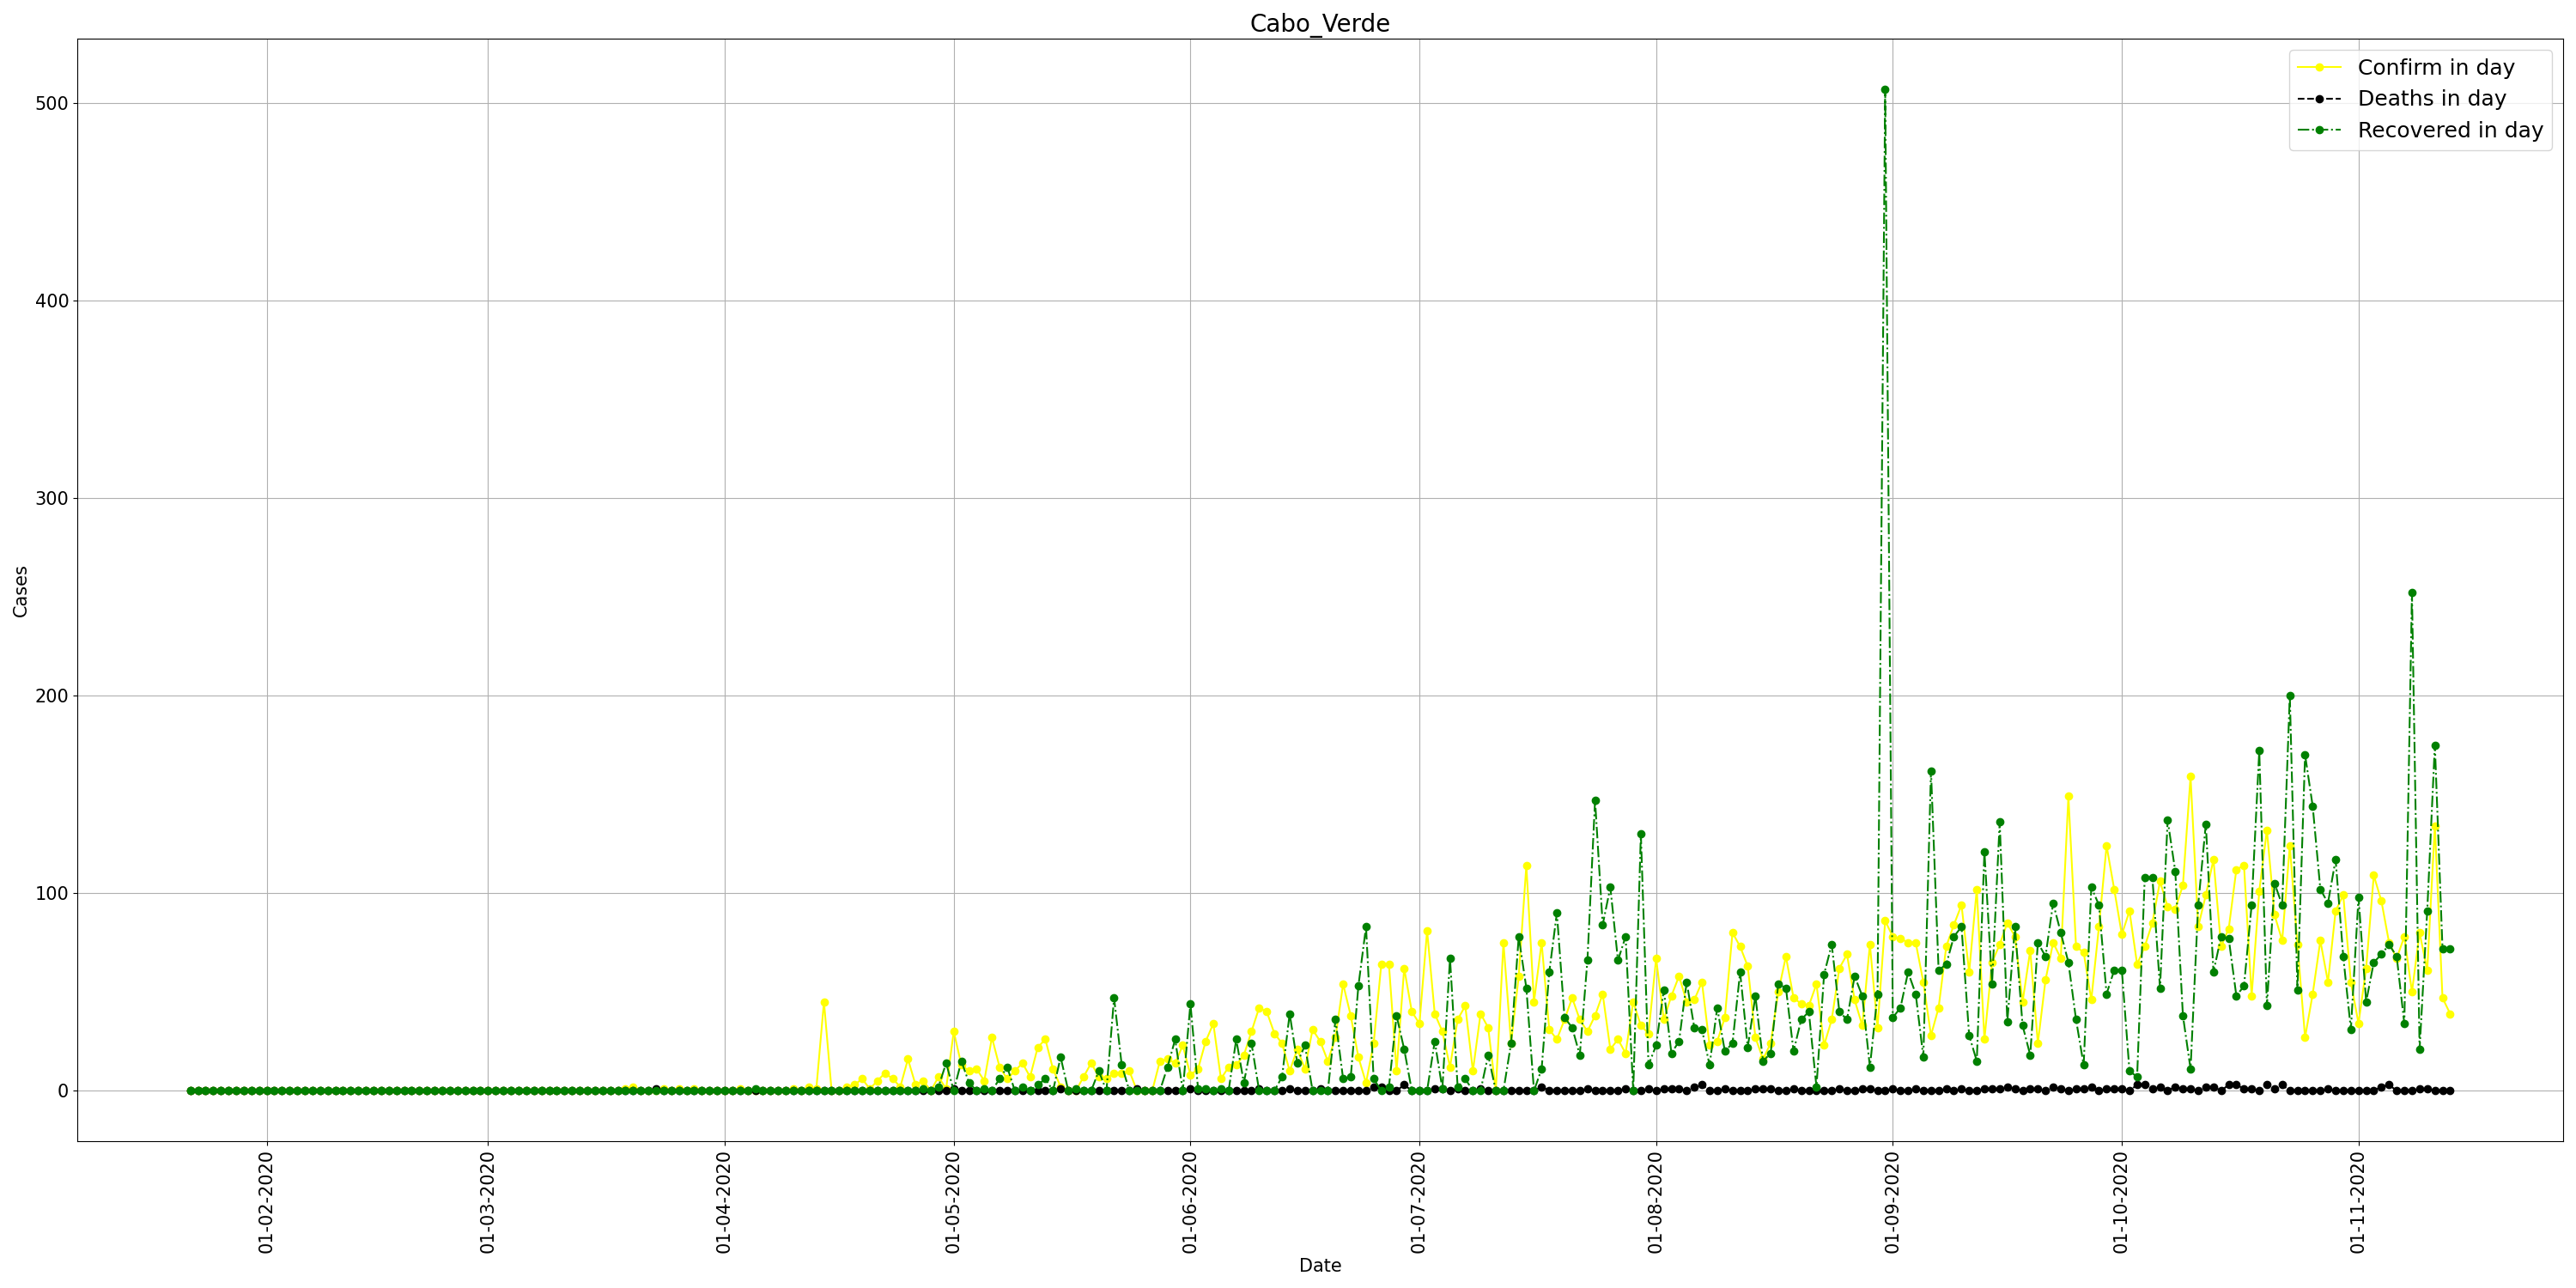 Cabo_Verde
Confirm in day
Deaths in day
Recovered in day
500
400
300
200
100
0
Cases
01-02-2020
01-03-2020
01-04-2020
01-05-2020
01-06-2020
01-07-2020
01-08-2020
01-09-2020
01-10-2020
01-11-2020
Date